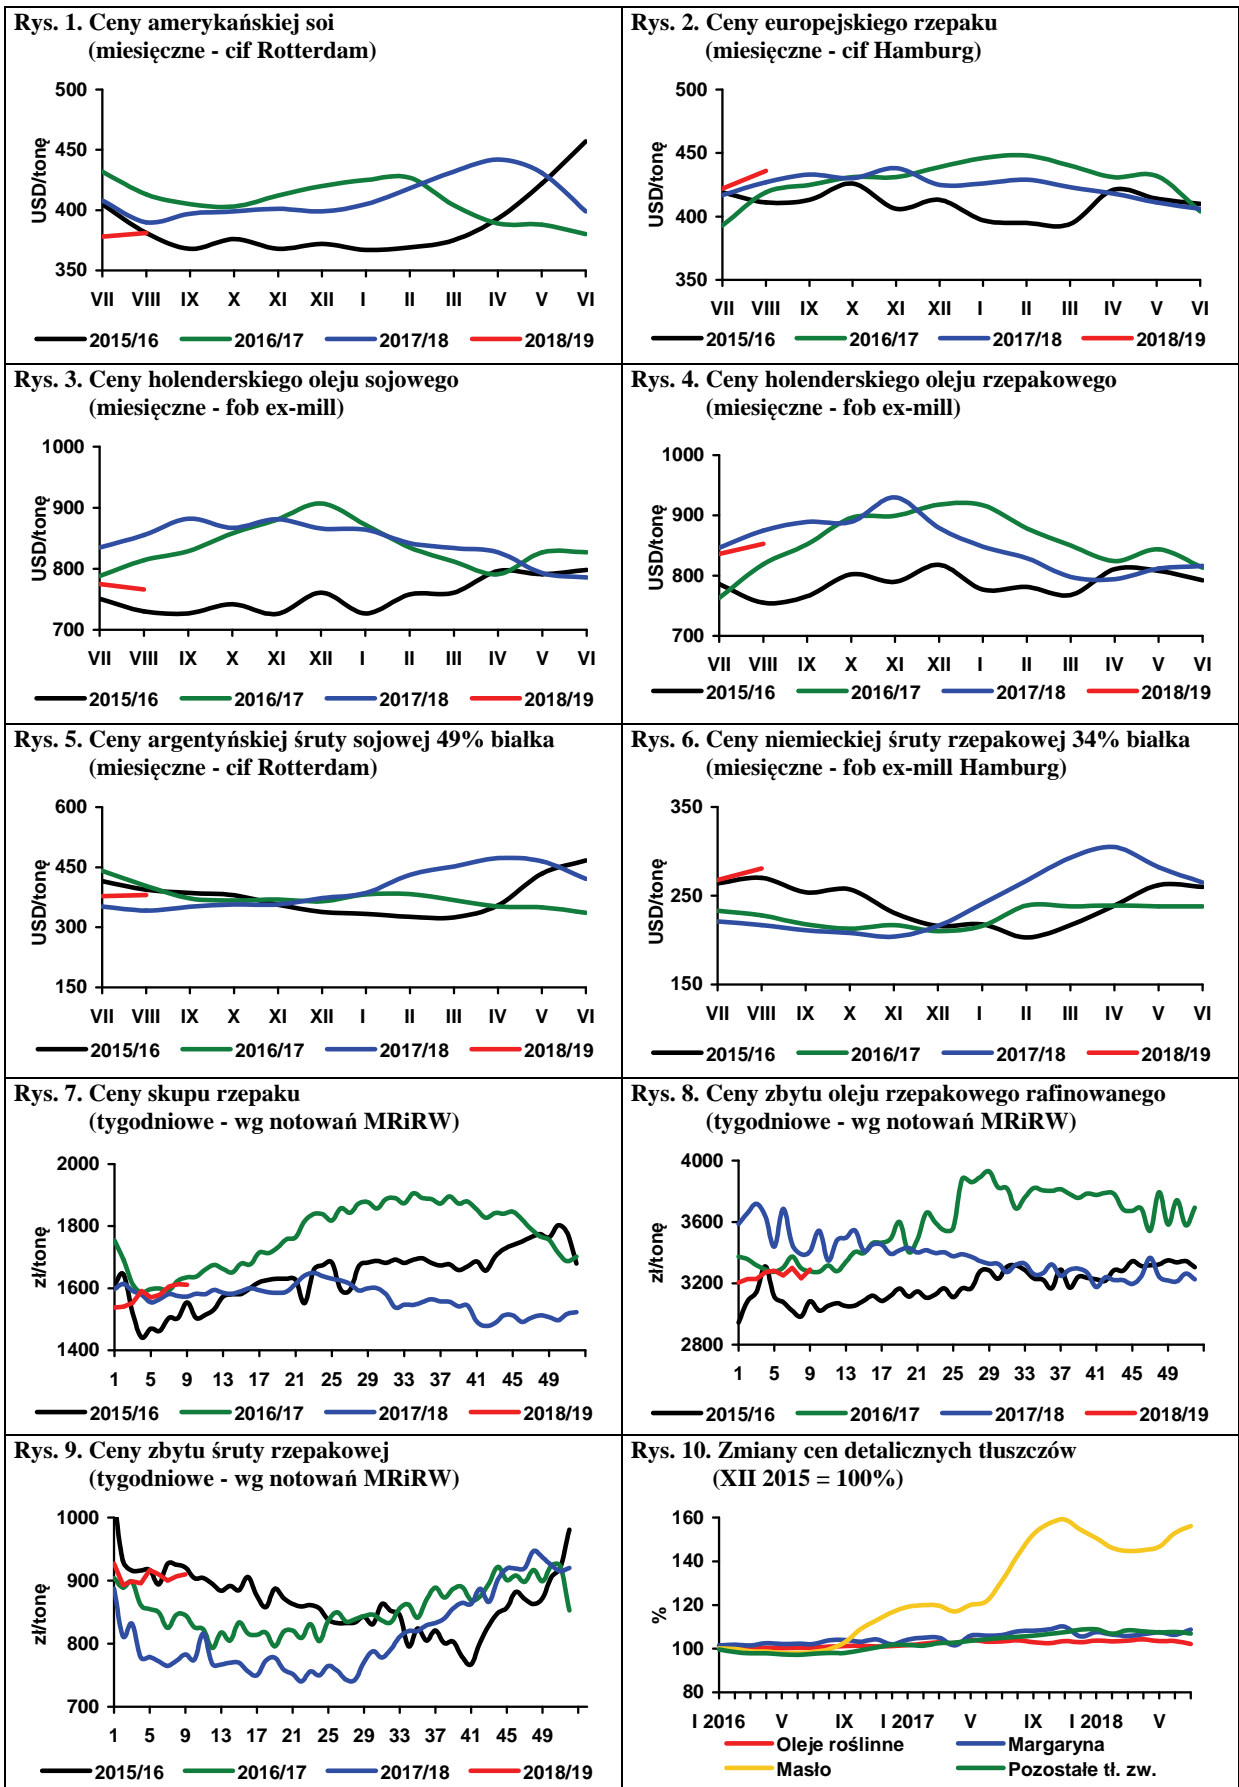 Rys. 1. Ceny amerykańskiej soi
(miesięczne - cif Rotterdam)
USD/tonę
500
450
400
350
VII VIII IX X XI XII I II III IV V VI
2015/16 2016/17 2017/18 2018/19
Rys. 2. Ceny europejskiego rzepaku
(miesięczne - cif Hamburg)
USD/tonę
500
450
400
350
VII VIII IX X XI XII I II III IV V VI
2015/16 2016/17 2017/18 2018/19
Rys. 3. Ceny holenderskiego oleju sojowego
(miesięczne - fob ex-mill)
USD/tonę
1000
900
800
700
VII VIII IX X XI XII I II III IV V VI
2015/16 2016/17 2017/18 2018/19
Rys. 4. Ceny holenderskiego oleju rzepakowego
(miesięczne - fob ex-mill)
USD/tonę
1000
900
800
700
VII VIII IX X XI XII I II III IV V VI
2015/16 2016/17 2017/18 2018/19
Rys. 5. Ceny argentyńskiej śruty sojowej 49% białka
(miesięczne - cif Rotterdam)
USD/tonę
600
450
300
150
VII VIII IX X XI XII I II III IV V VI
2015/16 2016/17 2017/18 2018/19
Rys. 6. Ceny niemieckiej śruty rzepakowej 34% białka
(miesięczne - fob ex-mill Hamburg)
USD/tonę
350
250
150
VII VIII IX X XI XII I II III IV V VI
2015/16 2016/17 2017/18 2018/19
Rys. 7. Ceny skupu rzepaku
(tygodniowe - wg notowań MRiRW)
zł/tonę
2000
1800
1600
1400
1 5 9 13 17 21 25 29 33 37 41 45 49
2015/16 2016/17 2017/18 2018/19
Rys. 8. Ceny zbytu oleju rzepakowego rafinowanego
(tygodniowe - wg notowań MRiRW)
zł/tonę
4000
3600
3200
2800
1 5 9 13 17 21 25 29 33 37 41 45 49
2015/16 2016/17 2017/18 2018/19
Rys. 9. Ceny zbytu śruty rzepakowej
(tygodniowe - wg notowań MRiRW)
zł/tonę
1000
900
800
700
1 5 9 13 17 21 25 29 33 37 41 45 49
2015/16 2016/17 2017/18 2018/19
Rys. 10. Zmiany cen detalicznych tłuszczów
(XII 2015 = 100%)
%
160
140
120
100
80
I 2016 V IX I 2017 V IX I 2018 V
Oleje roślinne Margaryna
Masło Pozostałe tł. zw.